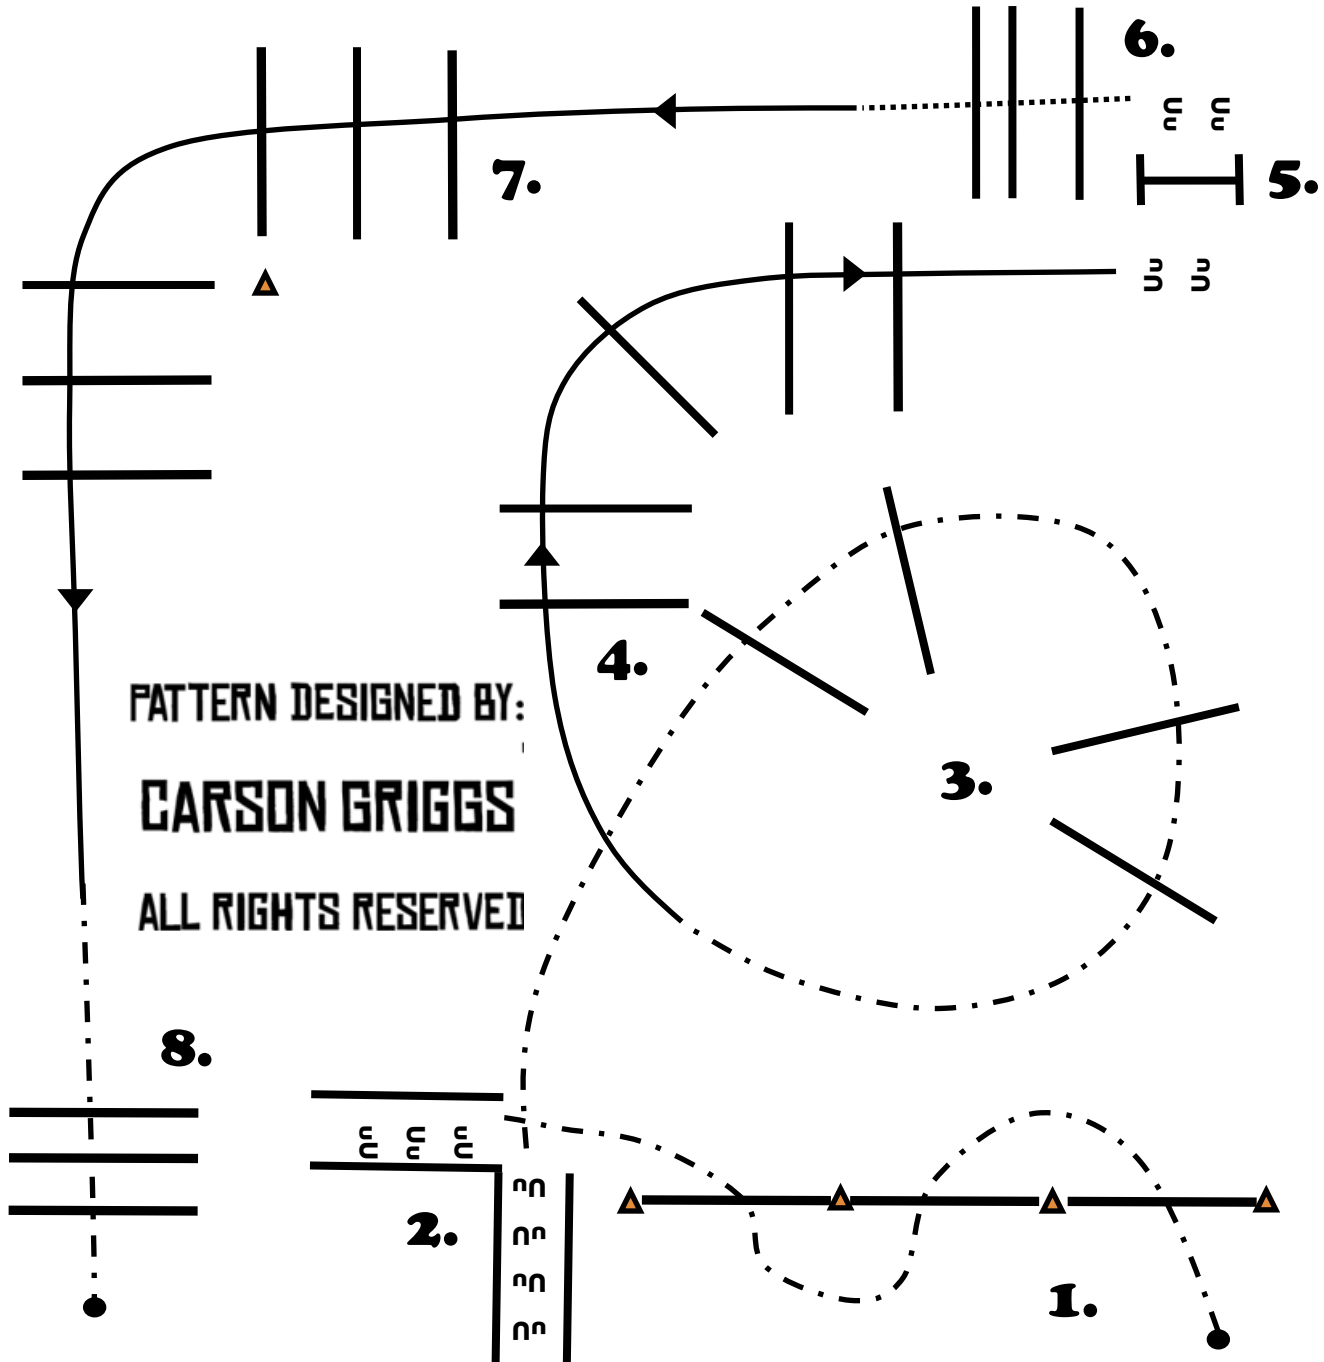 6.
5.
7.
4.
PATTERN DESIGNED BY:
3.
CARSON GRIGGS
ALL RIGHTS RESERVED
8.
2.
1.